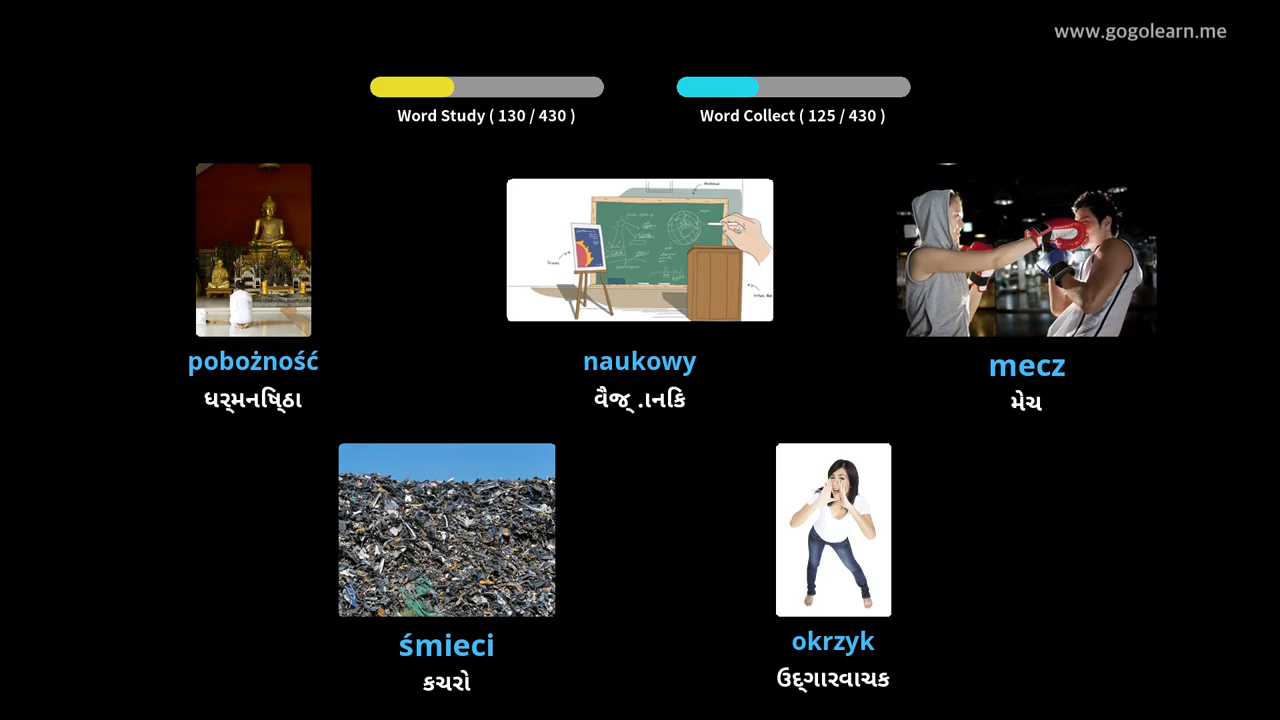 www.gogolearn.me
Word Study ( 130 / 430 )
Word Collect ( 125 / 430 )
pobożność
ધર્મનિષ્ઠા
naukowy
વૈજ્ .ાનિક
mecz
મેચ
śmieci
કચરો
okrzyk
ઉદ્ગારવાચક